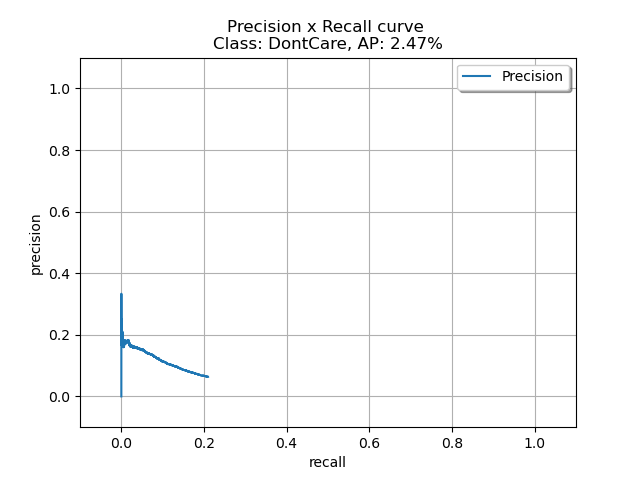 Precision x Recall curve
Class: DontCare, AP: 2.47%
Precision
1.0
0.8
0.6
0.4
0.2
0.0
precision
0.0 0.2 0.4 0.6 0.8 1.0
recall